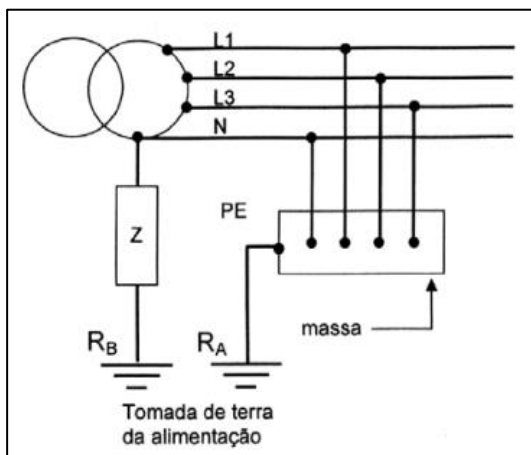 L1
L2
L3
N
PE
Z
massa
R_B
R_A
Tomada de terra
da alimentação